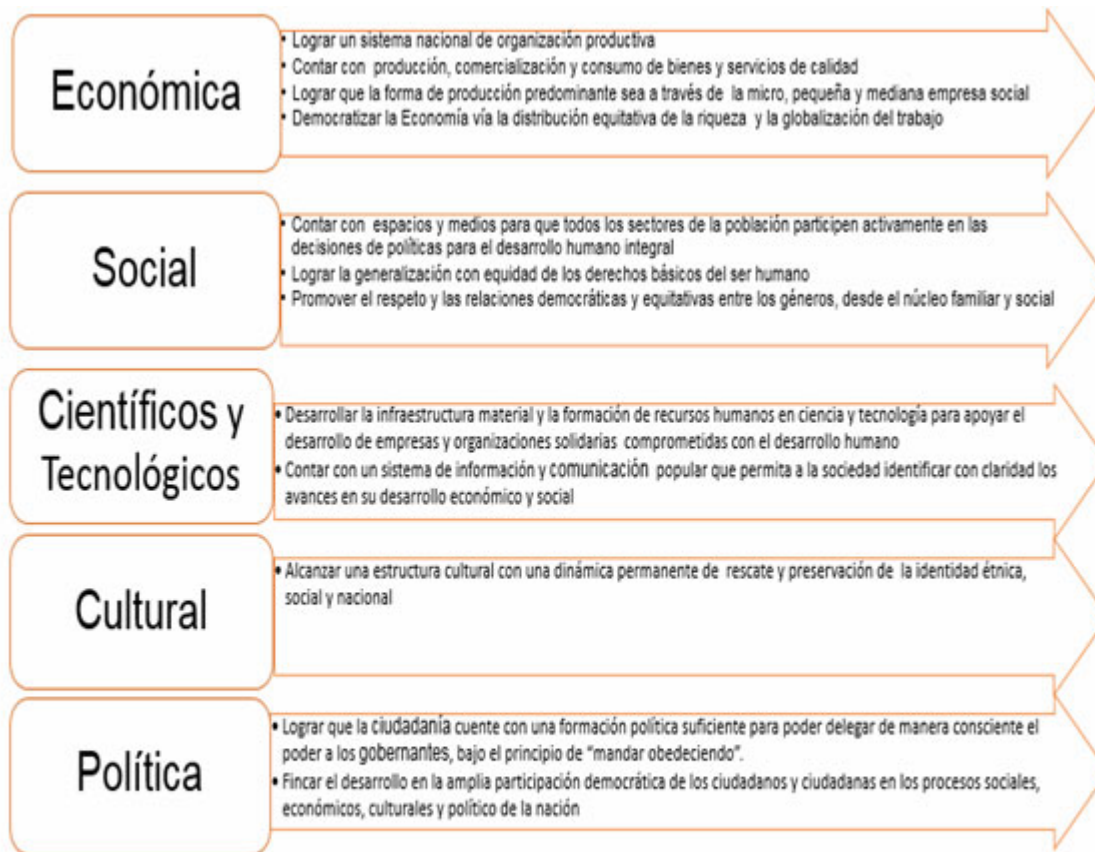 Económica
• Lograr un sistema nacional de organización productiva
• Contar con producción, comercialización y consumo de bienes y servicios de calidad
• Lograr que la forma de producción predominante sea a través de la micro, pequeña y mediana empresa social
• Democratizar la Economía vía la distribución equitativa de la riqueza y la globalización del trabajo
Social
• Contar con espacios y medios para que todos los sectores de la población participen activamente en las
decisiones de políticas para el desarrollo humano integral
• Lograr la generalización con equidad de los derechos básicos del ser humano
• Promover el respeto y las relaciones democráticas y equitativas entre los géneros, desde el núcleo familiar y social
Científicos y
Tecnológicos
• Desarrollar la infraestructura material y la formación de recursos humanos en ciencia y tecnología para apoyar el
desarrollo de empresas y organizaciones solidarias comprometidas con el desarrollo humano
• Contar con un sistema de información y comunicación popular que permita a la sociedad identificar con claridad los
avances en su desarrollo económico y social
Cultural
• Alcanzar una estructura cultural con una dinámica permanente de rescate y preservación de la identidad étnica,
social y nacional
Política
• Lograr que la ciudadanía cuente con una formación política suficiente para poder delegar de manera consciente el
poder a los gobernantes, bajo el principio de “mandar obedeciendo”.
• Fincar el desarrollo en la amplia participación democrática de los ciudadanos y ciudadanas en los procesos sociales,
económicos, culturales y político de la nación